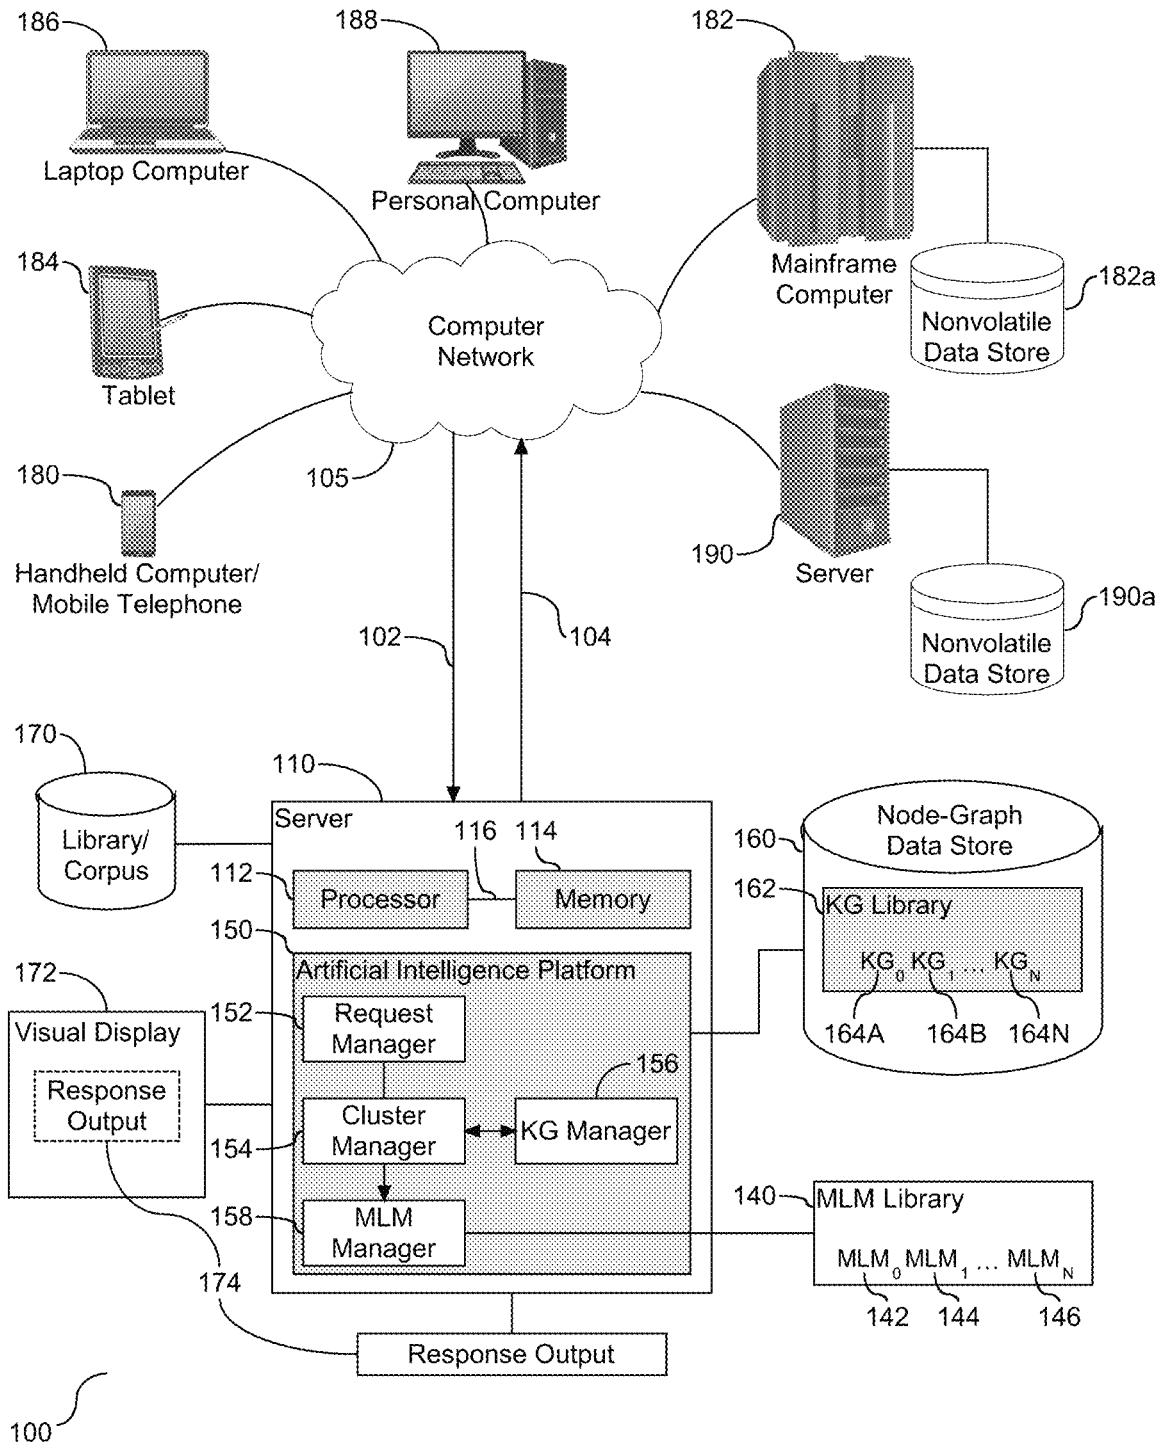 186
188
182
Laptop Computer
Personal Computer
Mainframe
Computer
184
182a
Computer
Network
Nonvolatile
Data Store
Tablet
180
105
190
Server
Handheld Computer/
Mobile Telephone
190a
102
104
Nonvolatile
Data Store
170
110
Server
Library/
Corpus
116
114
112
Processor
Memory
160
Node-Graph
Data Store
162
KG Library
KG0 KG1 ... KGN
164A
164B
164N
150
Artificial Intelligence Platform
172
Visual Display
Response
Output
152
Request
Manager
156
154
Cluster
Manager
KG Manager
158
MLM
Manager
140
MLM Library
MLM0 MLM1 ... MLMN
142
144
146
174
Response Output
100